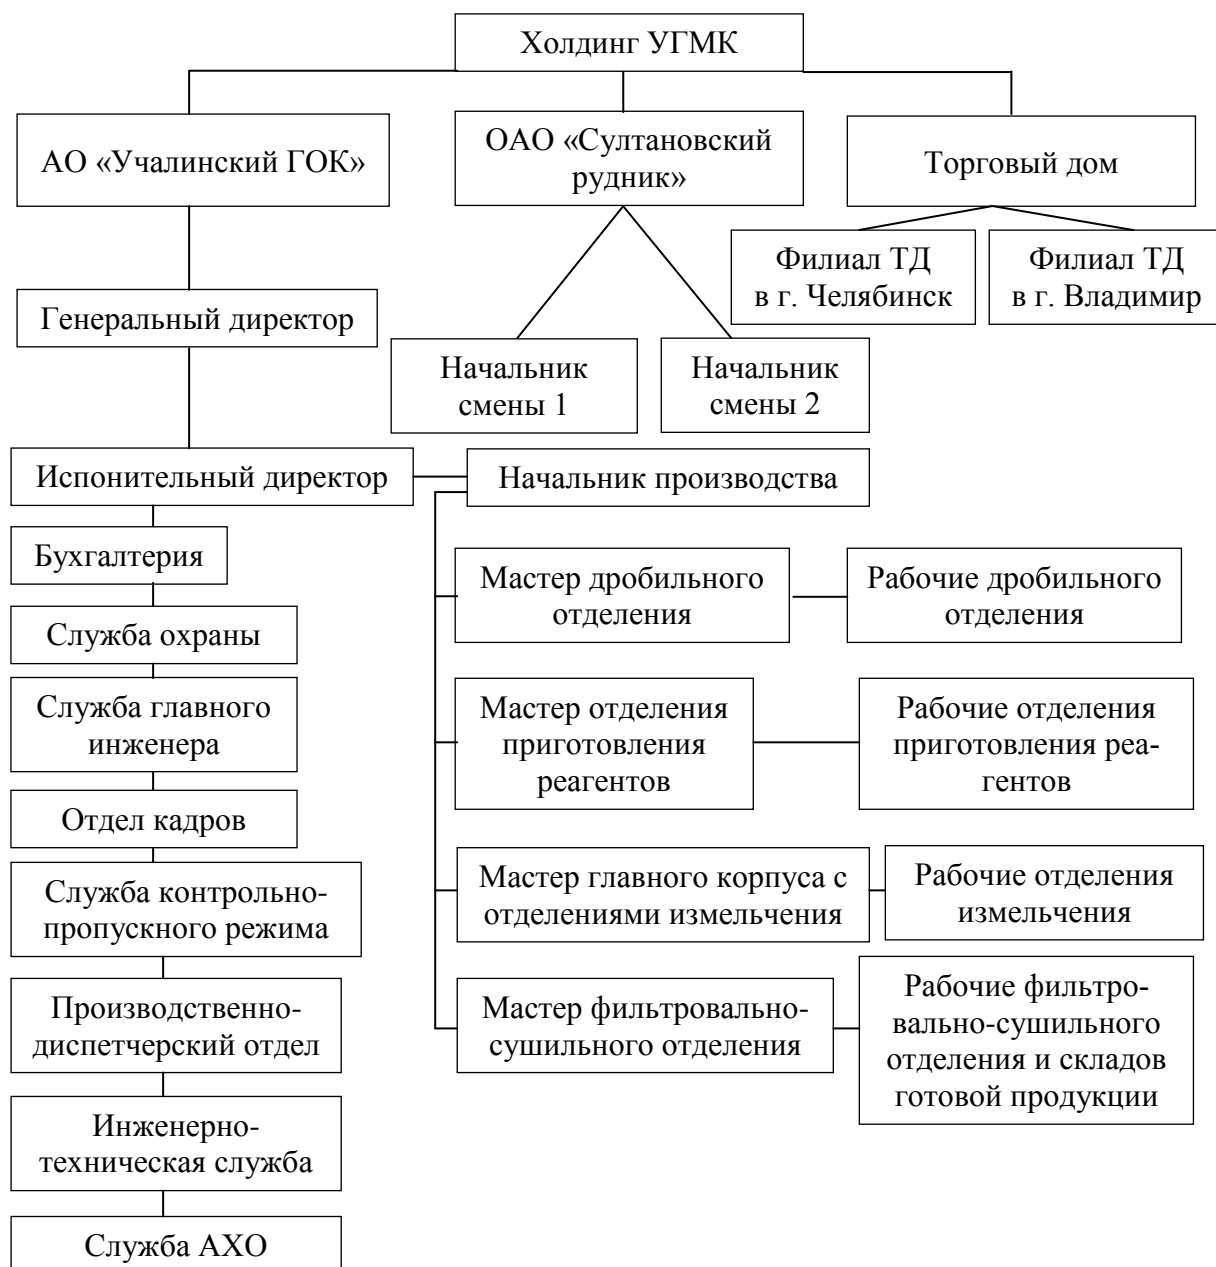 Холдинг УГМК
АО «Учалинский ГОК»
ОАО «Султановский
рудник»
Торговый дом
Филиал ТД
в г. Челябинск
Филиал ТД
в г. Владимир
Генеральный директор
Начальник
смены 1
Начальник
смены 2
Испонительный директор
Начальник производства
Бухгалтерия
Служба охраны
Служба главного
инженера
Отдел кадров
Служба контрольно-
пропускного режима
Производственно-
диспетчерский отдел
Инженерно-
техническая служба
Служба АХО
Мастер дробильного
отделения
Рабочие дробильного
отделения
Мастер отделения
приготовления
реагентов
Рабочие отделения
приготовления реа-
гентов
Мастер главного корпуса с
отделениями измельчения
Рабочие отделения
измельчения
Мастер фильтровально-
сушильного отделения
Рабочие фильтро-
вально-сушильного
отделения и складов
готовой продукции